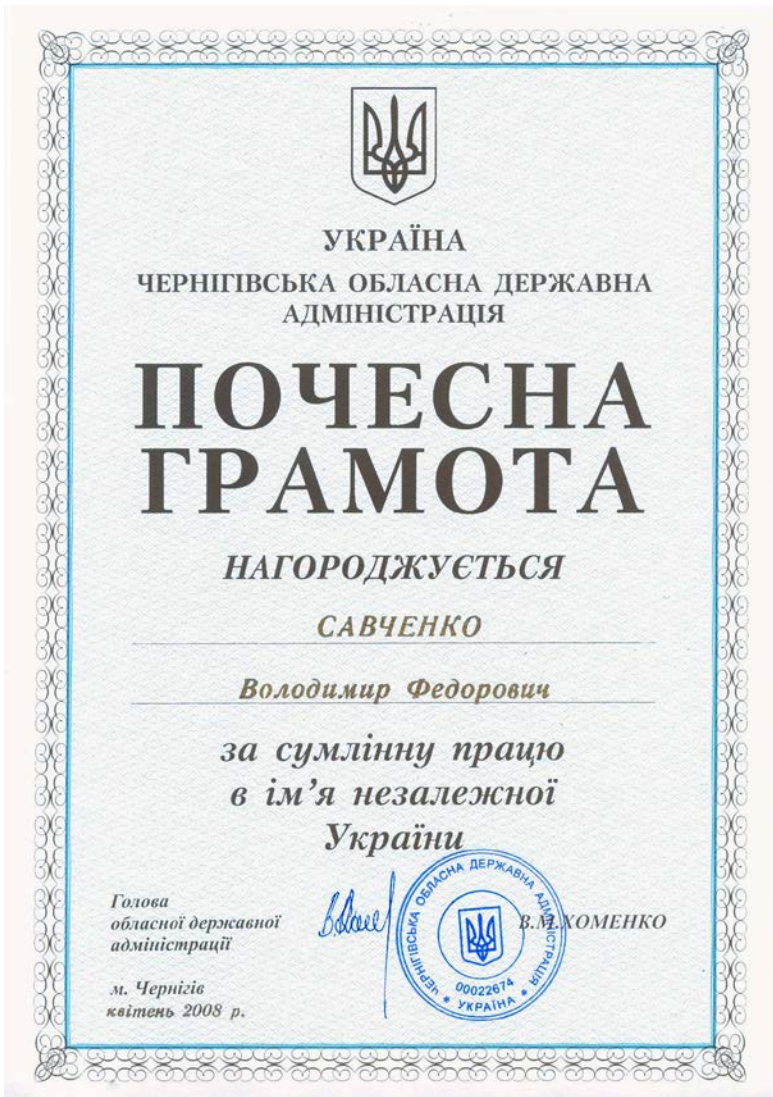 УКРАЇНА
ЧЕРНІГІВСЬКА ОБЛАСНА ДЕРЖАВНА
АДМІНІСТРАЦІЯ
ПОЧЕСНА
ГРАМОТА
НАГОРОДЖУЄТЬСЯ
САВЧЕНКО
Володимир Федорович
за сумлінну працю
в ім’я незалежної
України
Голова
обласної державної
адміністрації
В.М.ХОМЕНКО
м. Чернігів
квітень 2008 р.
ЧЕРНІГІВСЬКА ОБЛАСНА ДЕРЖАВНА АДМІНІСТРАЦІЯ
* УКРАЇНА *
00022674